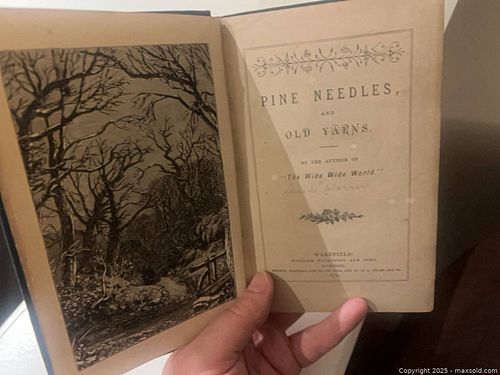 PINE NEEDLES,
AND
OLD YARNS.
BY THE AUTHOR OF
"The Wide Wide World."
WAKEFIELD:
WILLIAM NICHOLSON AND SONS,
LONDON:
Copyright 2025 - maxsold.com